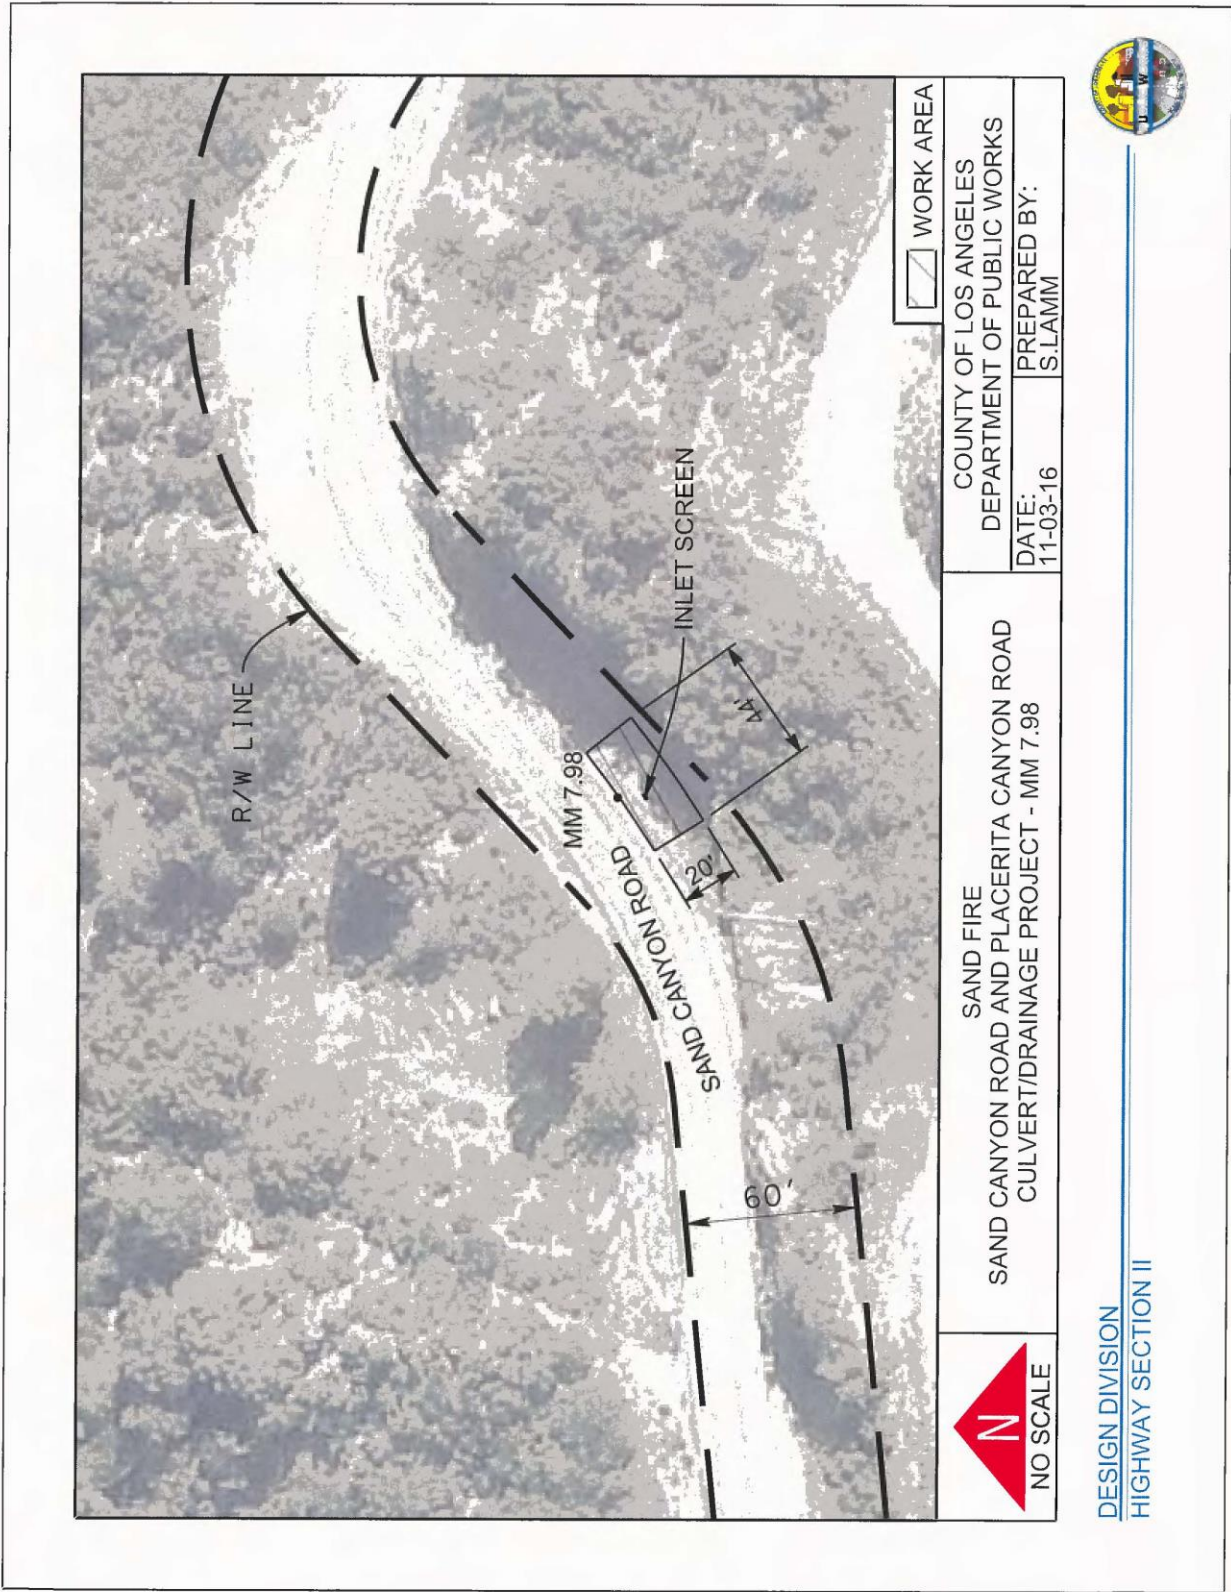 R/W LINE
MM 7.98
SAND CANYON ROAD
INLET SCREEN
20'
44'
60'
WORK AREA
N
NO SCALE
SAND FIRE
SAND CANYON ROAD AND PLACERITA CANYON ROAD
CULVERT/DRAINAGE PROJECT - MM 7.98
COUNTY OF LOS ANGELES
DEPARTMENT OF PUBLIC WORKS
DATE:
11-03-16
PREPARED BY:
S.LAMM
DESIGN DIVISION
HIGHWAY SECTION II